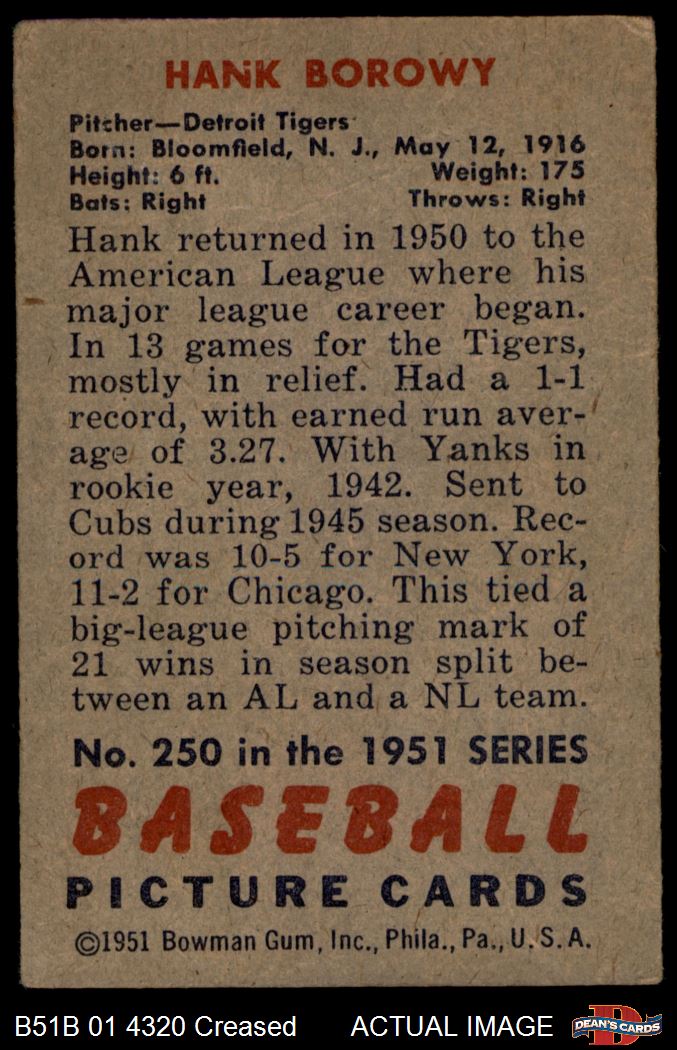 HANK BOROWY
Pitcher—Detroit Tigers
Born: Bloomfield, N. J., May 12, 1916
Height: 6 ft. Weight: 175
Bats: Right Throws: Right
Hank returned in 1950 to the
American League where his
major league career began.
In 13 games for the Tigers,
mostly in relief. Had a 1-1
record, with earned run aver-
age of 3.27. With Yanks in
rookie year, 1942. Sent to
Cubs during 1945 season. Rec-
ord was 10-5 for New York,
11-2 for Chicago. This tied a
big-league pitching mark of
21 wins in season split be-
tween an AL and a NL team.
No. 250 in the 1951 SERIES
BASEBALL
PICTURE CARDS
©1951 Bowman Gum, Inc., Phila., Pa., U. S. A.
B51B 01 4320 Creased ACTUAL IMAGE
D
DEAN'S CARDS